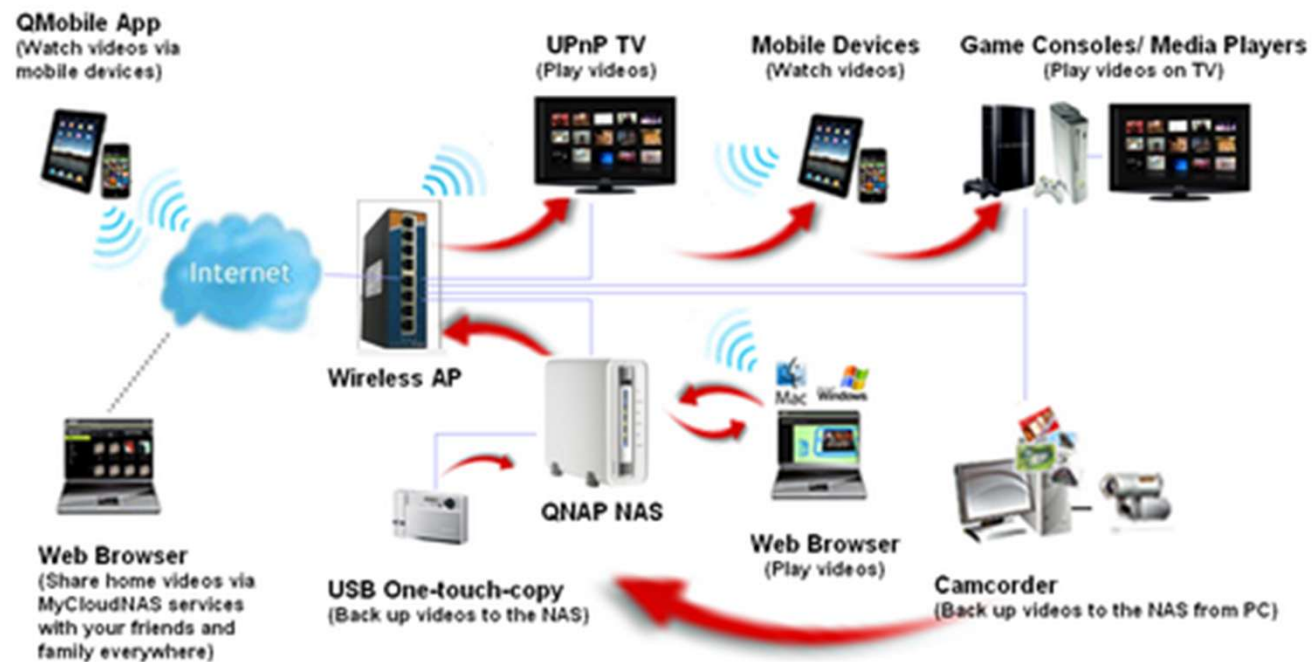 QMobile App
(Watch videos via
mobile devices)
UPnP TV
(Play videos)
Mobile Devices
(Watch videos)
Game Consoles/ Media Players
(Play videos on TV)
Internet
Wireless AP
Mac
Windows
QNAP NAS
Web Browser
(Share home videos via
MyCloudNAS services
with your friends and
family everywhere)
USB One-touch-copy
(Back up videos to the NAS)
Web Browser
(Play videos)
Camcorder
(Back up videos to the NAS from PC)